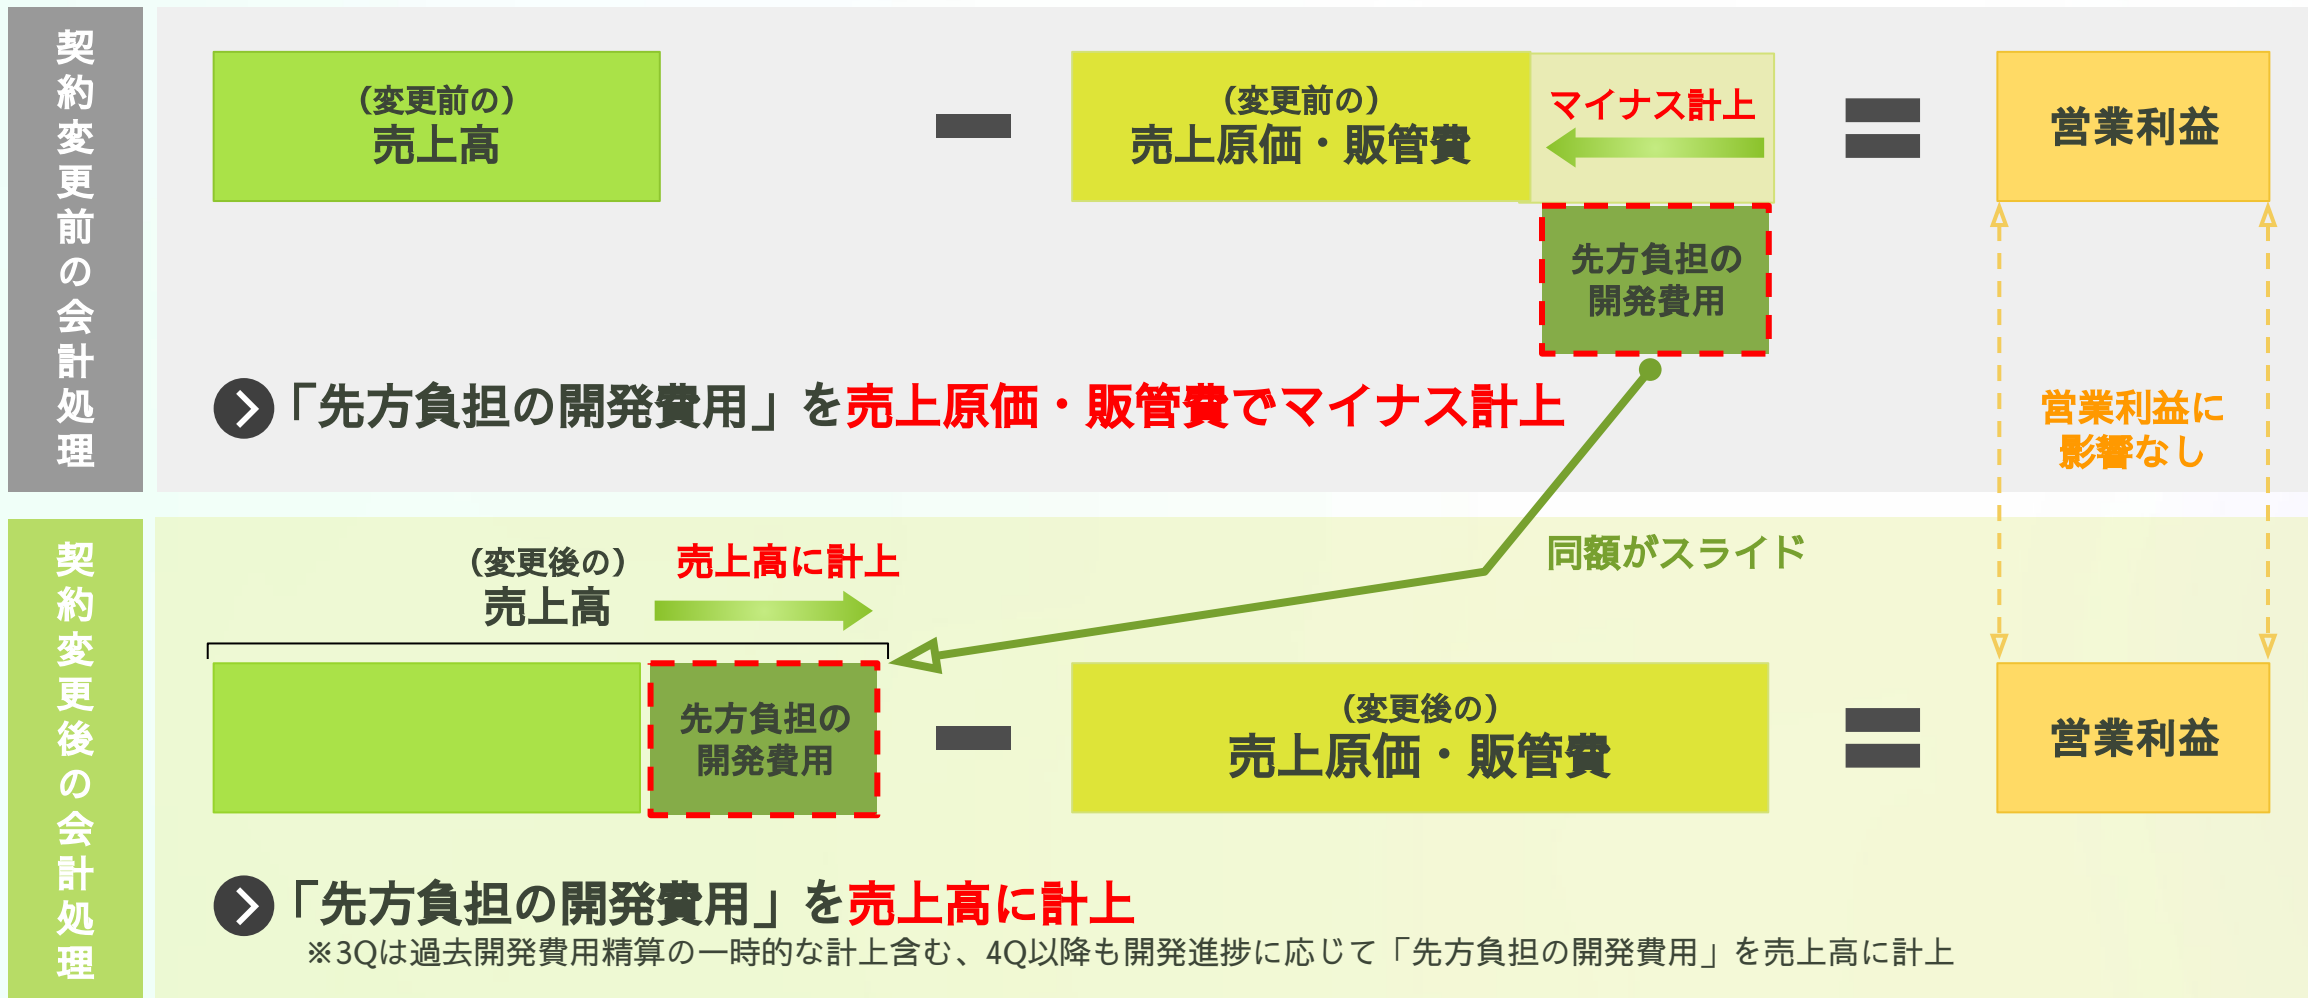 契約変更前の会計処理
（変更前の）
売上高
（変更前の）
売上原価・販管費
マイナス計上
営業利益
先方負担の
開発費用
「先方負担の開発費用」を売上原価・販管費でマイナス計上
営業利益に
影響なし
契約変更後の会計処理
（変更後の）
売上高
売上高に計上
同額がスライド
先方負担の
開発費用
（変更後の）
売上原価・販管費
営業利益
「先方負担の開発費用」を売上高に計上
※3Qは過去開発費用精算の一時的な計上含む、4Q以降も開発進捗に応じて「先方負担の開発費用」を売上高に計上